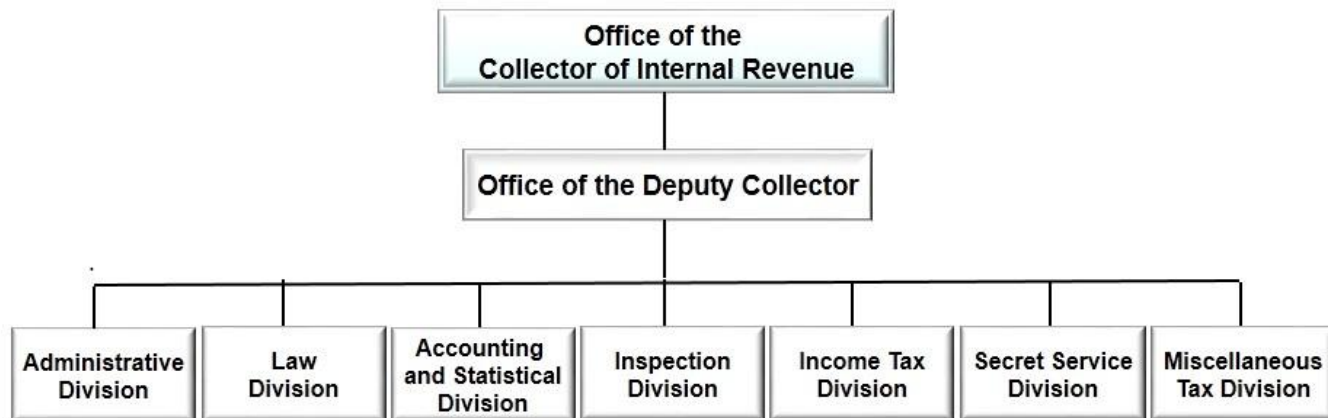 Office of the
Collector of Internal Revenue
Office of the Deputy Collector
Administrative
Division
Law
Division
Accounting
and Statistical
Division
Inspection
Division
Income Tax
Division
Secret Service
Division
Miscellaneous
Tax Division